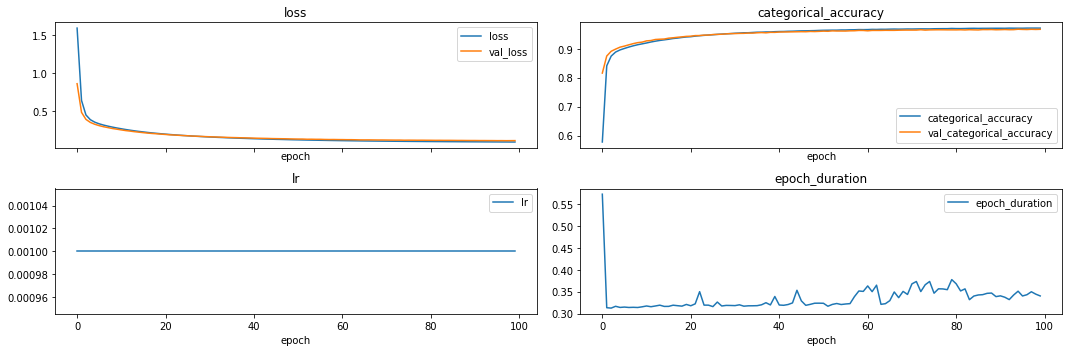 loss
1.5
1.0
0.5
loss
val_loss
epoch
categorical_accuracy
0.9
0.8
0.7
0.6
categorical_accuracy
val_categorical_accuracy
epoch
lr
0.00104
0.00102
0.00100
0.00098
0.00096
lr
0 20 40 60 80 100
epoch
epoch_duration
0.55
0.50
0.45
0.40
0.35
0.30
epoch_duration
0 20 40 60 80 100
epoch